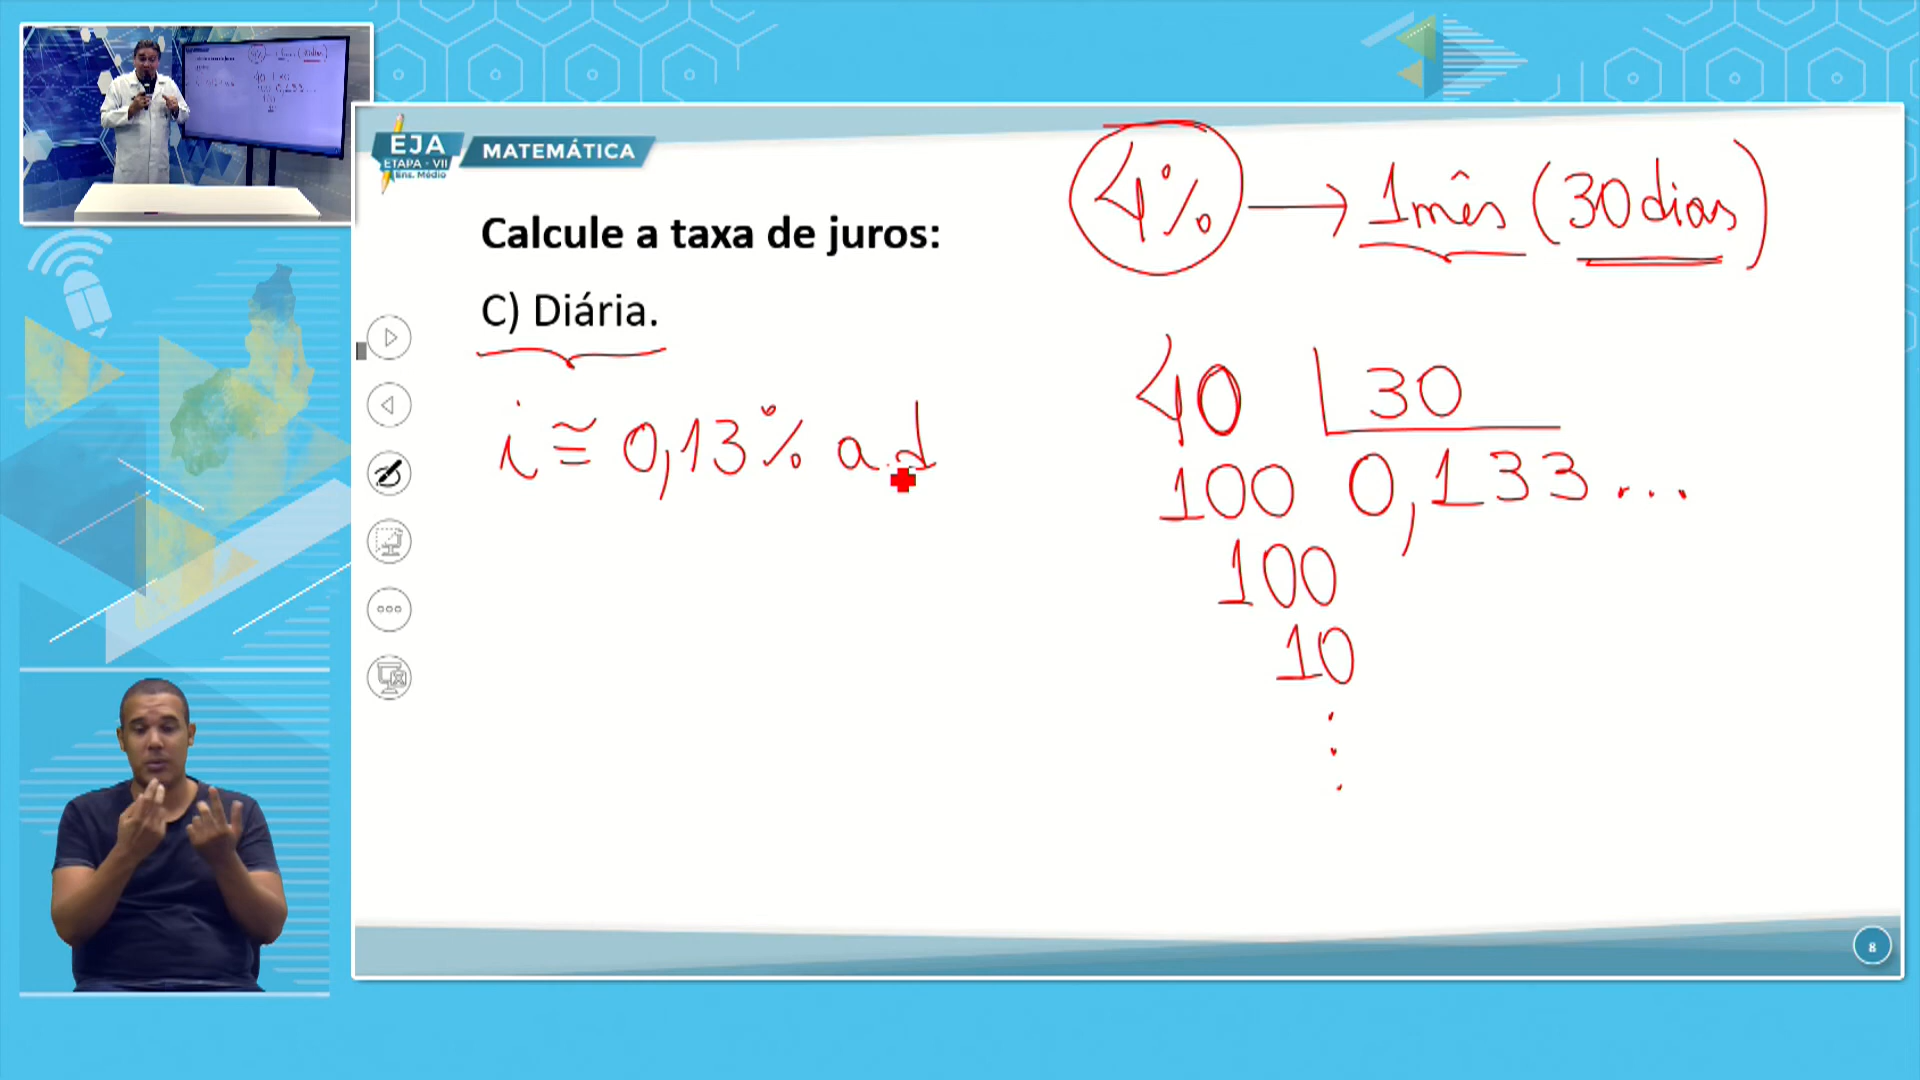 EJA
ETAPA - VII
Ens. Médio
MATEMÁTICA
Calcule a taxa de juros:
C) Diária.
i ≅ 0,13% a.d
4% → 1 mês (30 dias)
40 30
100 0,133...
100
10
8